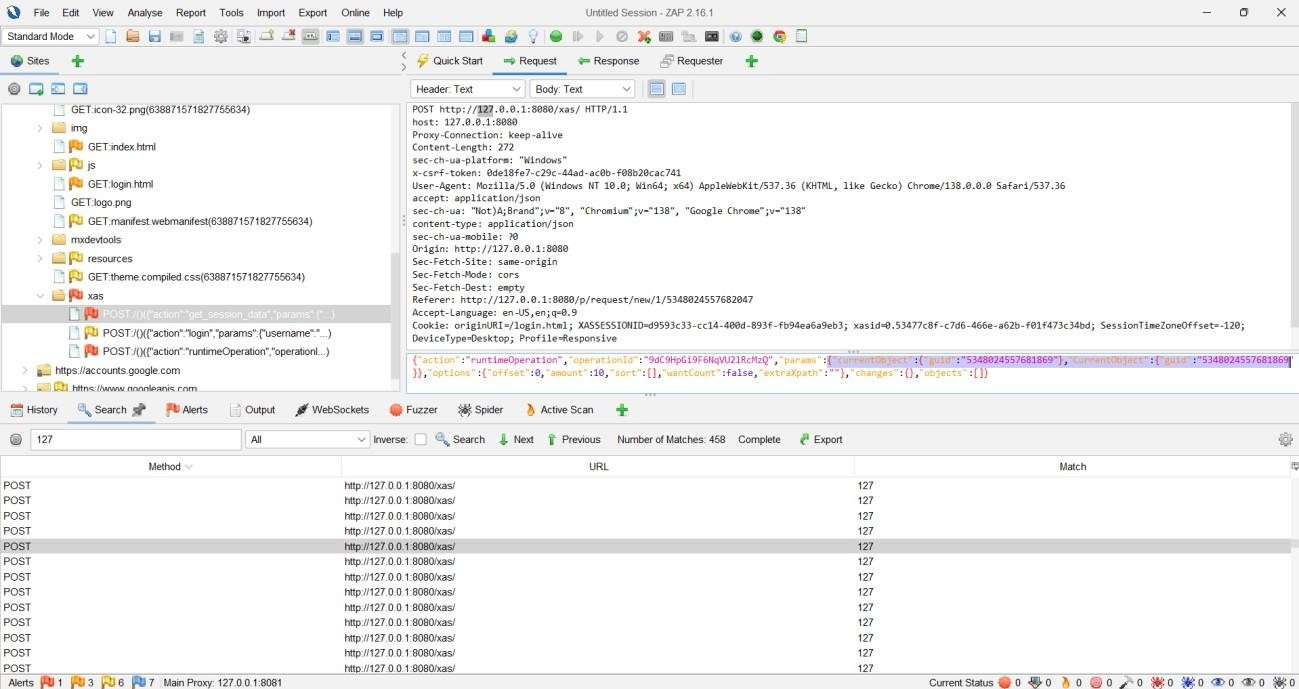 Untitled Session - ZAP 2.16.1
File Edit View Analyse Report Tools Import Export Online Help
Standard Mode
Sites
Quick Start Request Response Requester
Header: Text Body: Text
GET:icon-32.png(638871571827755634)
img
GET:index.html
js
GET:login.html
GET:logo.png
GET:manifest.webmanifest(638871571827755634)
mxdevtools
resources
GET:theme.compiled.css(638871571827755634)
xas
POST:/()({"action":"get_session_data","params":{"...)
POST:/()({"action":"login","params":{"username":"...)
POST:/()({"action":"runtimeOperation","operationI...)
https://accounts.google.com
https://www.googleapis.com
POST http://127.0.0.1:8080/xas/ HTTP/1.1
host: 127.0.0.1:8080
Proxy-Connection: keep-alive
Content-Length: 272
sec-ch-ua-platform: "Windows"
x-csrf-token: 0de18fe7-c29c-44ad-ac0b-f08b20cac741
User-Agent: Mozilla/5.0 (Windows NT 10.0; Win64; x64) AppleWebKit/537.36 (KHTML, like Gecko) Chrome/138.0.0.0 Safari/537.36
accept: application/json
sec-ch-ua: "Not)A;Brand";v="8", "Chromium";v="138", "Google Chrome";v="138"
content-type: application/json
sec-ch-ua-mobile: ?0
Origin: http://127.0.0.1:8080
Sec-Fetch-Site: same-origin
Sec-Fetch-Mode: cors
Sec-Fetch-Dest: empty
Referer: http://127.0.0.1:8080/p/request/new/1/5348024557682047
Accept-Language: en-US,en;q=0.9
Cookie: originURI=/login.html; XASSESSIONID=d9593c33-cc14-400d-893f-fb94ea6a9eb3; xasid=0.53477c8f-c7d6-466e-a62b-f01f473c34bd; SessionTimeZoneOffset=-120;
DeviceType=Desktop; Profile=Responsive
{"action":"runtimeOperation","operationId":"9dC9HpGi9F6NqVU2lRcMzQ","params":{"currentObject":{"guid":"5348024557681869"},"CurrentObject":{"guid":"5348024557681869"
}},"options":{"offset":0,"amount":10,"sort":[],"wantCount":false,"extraXpath":""},"changes":{},"objects":[]}
History Search Alerts Output WebSockets Fuzzer Spider Active Scan
127 All Inverse: Search Next Previous Number of Matches: 458 Complete Export
Method URL Match
POST http://127.0.0.1:8080/xas/ 127
POST http://127.0.0.1:8080/xas/ 127
POST http://127.0.0.1:8080/xas/ 127
POST http://127.0.0.1:8080/xas/ 127
POST http://127.0.0.1:8080/xas/ 127
POST http://127.0.0.1:8080/xas/ 127
POST http://127.0.0.1:8080/xas/ 127
POST http://127.0.0.1:8080/xas/ 127
POST http://127.0.0.1:8080/xas/ 127
POST http://127.0.0.1:8080/xas/ 127
POST http://127.0.0.1:8080/xas/ 127
POST http://127.0.0.1:8080/xas/ 127
POST http://127.0.0.1:8080/xas/ 127
Alerts 1 3 6 7 Main Proxy: 127.0.0.1:8081 Current Status 0 0 0 0 0 0 0 0 0 0